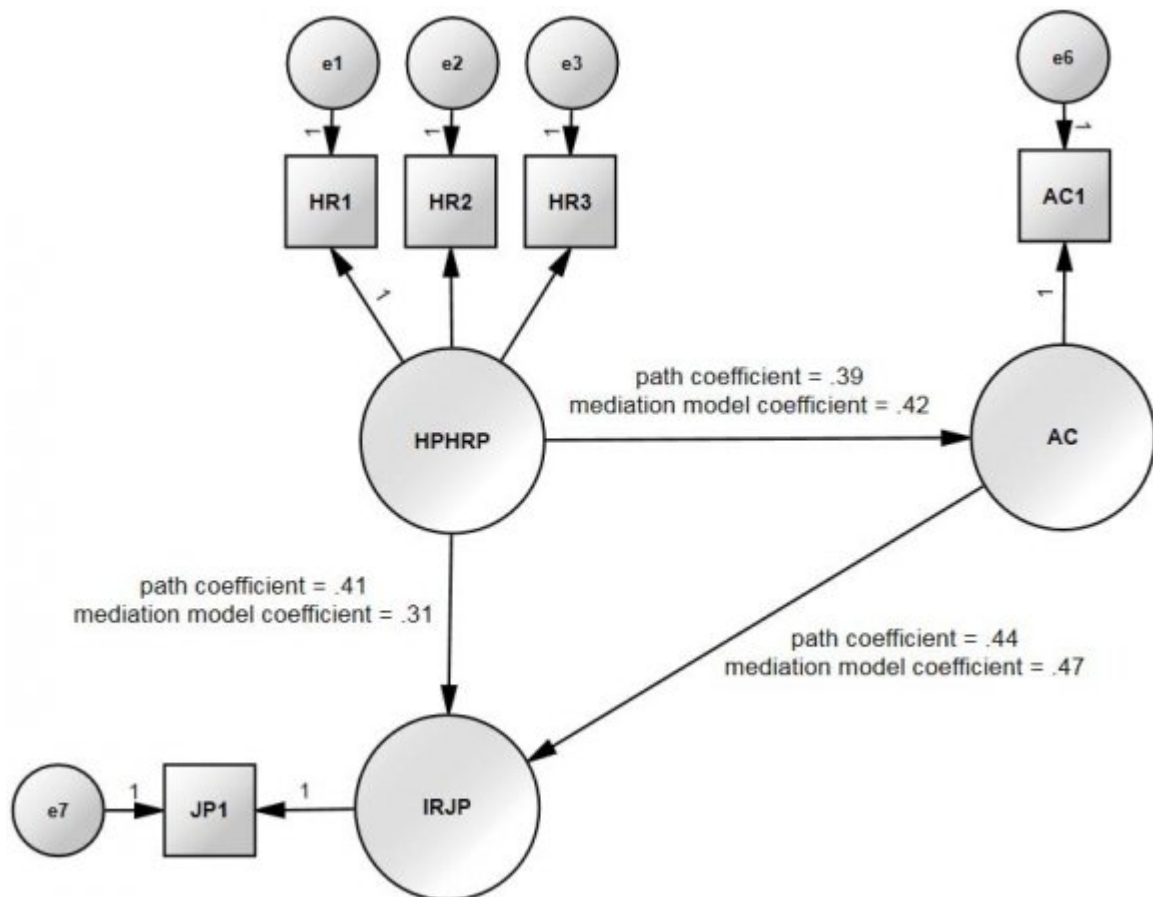 e1
e2
e3
e6
1
1
1
1
HR1
HR2
HR3
AC1
1
1
path coefficient = .39
mediation model coefficient = .42
HPHRP
AC
path coefficient = .41
mediation model coefficient = .31
path coefficient = .44
mediation model coefficient = .47
e7
1
JP1
1
IRJP